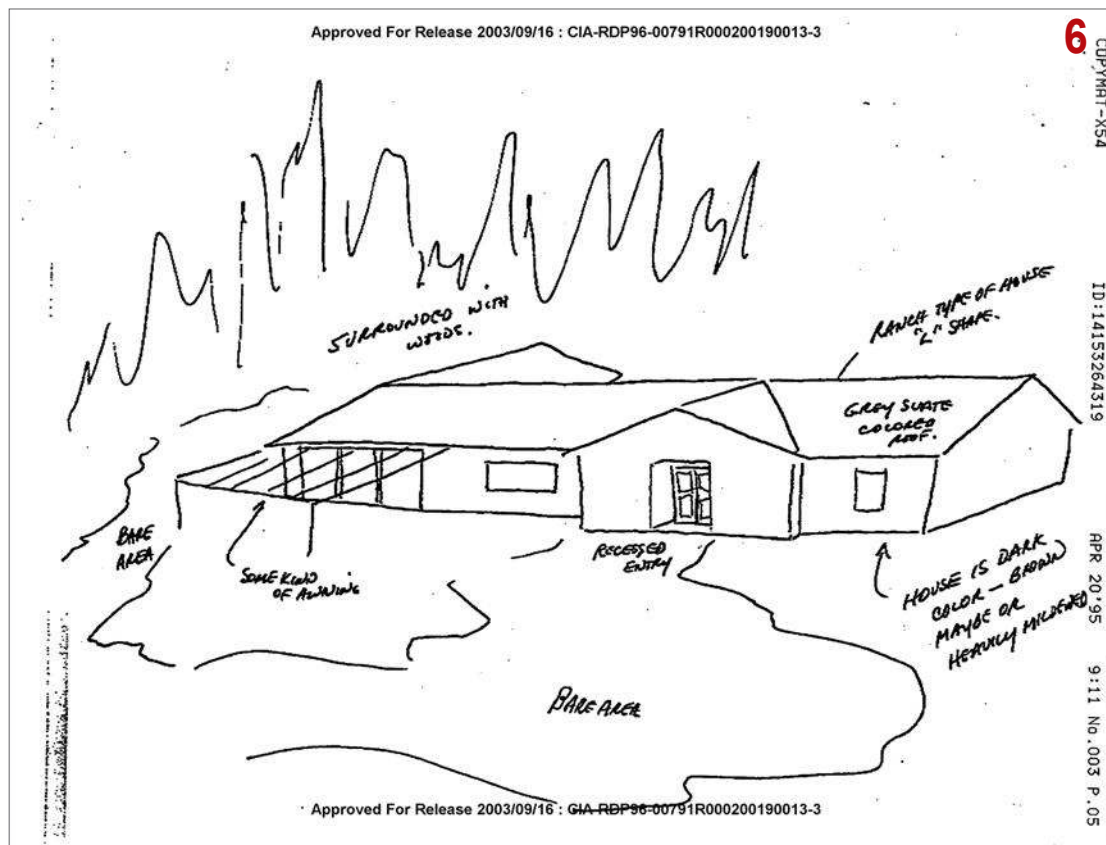 Approved For Release 2003/09/16 : CIA-RDP96-00791R000200190013-3
6
COPYMAT-X54
ID:14153264319
APR 20'95
9:11 No.003 P.05
SURROUNDED WITH
WOODS.
RANCH TYPE OF HOUSE
"L" SHAPE.
GREY SLATE
COLORED
ROOF.
BARE
AREA
SOME KIND
OF AWNING
RECESSED
ENTRY
HOUSE IS DARK
COLOR — BROWN
MAYBE OR
HEAVILY MILDEWED
BARE AREA
Approved For Release 2003/09/16 : CIA-RDP96-00791R000200190013-3